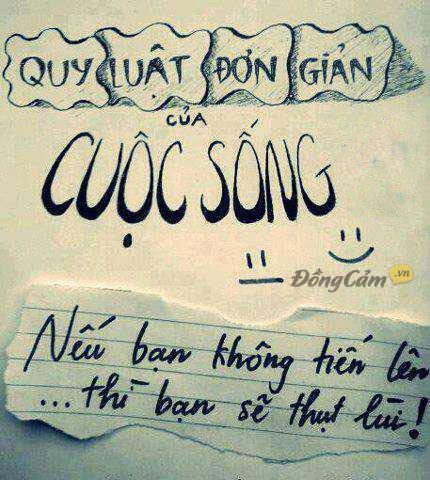 QUY LUẬT ĐƠN GIẢN
CỦA
CUỘC SỐNG
ĐồngCảm.vn
Nếu bạn không tiến lên
... thì bạn sẽ thụt lùi!